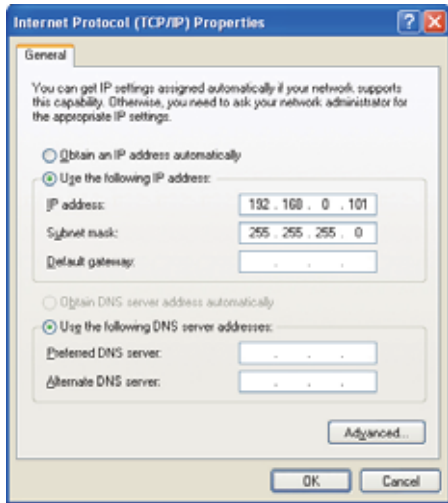 Internet Protocol (TCP/IP) Properties
General
You can get IP settings assigned automatically if your network supports
this capability. Otherwise, you need to ask your network administrator for
the appropriate IP settings.
Obtain an IP address automatically
Use the following IP address:
IP address: 192 . 168 . 0 . 101
Subnet mask: 255 . 255 . 255 . 0
Default gateway: . . .
Obtain DNS server address automatically
Use the following DNS server addresses:
Preferred DNS server: . . .
Alternate DNS server: . . .
Advanced...
OK Cancel